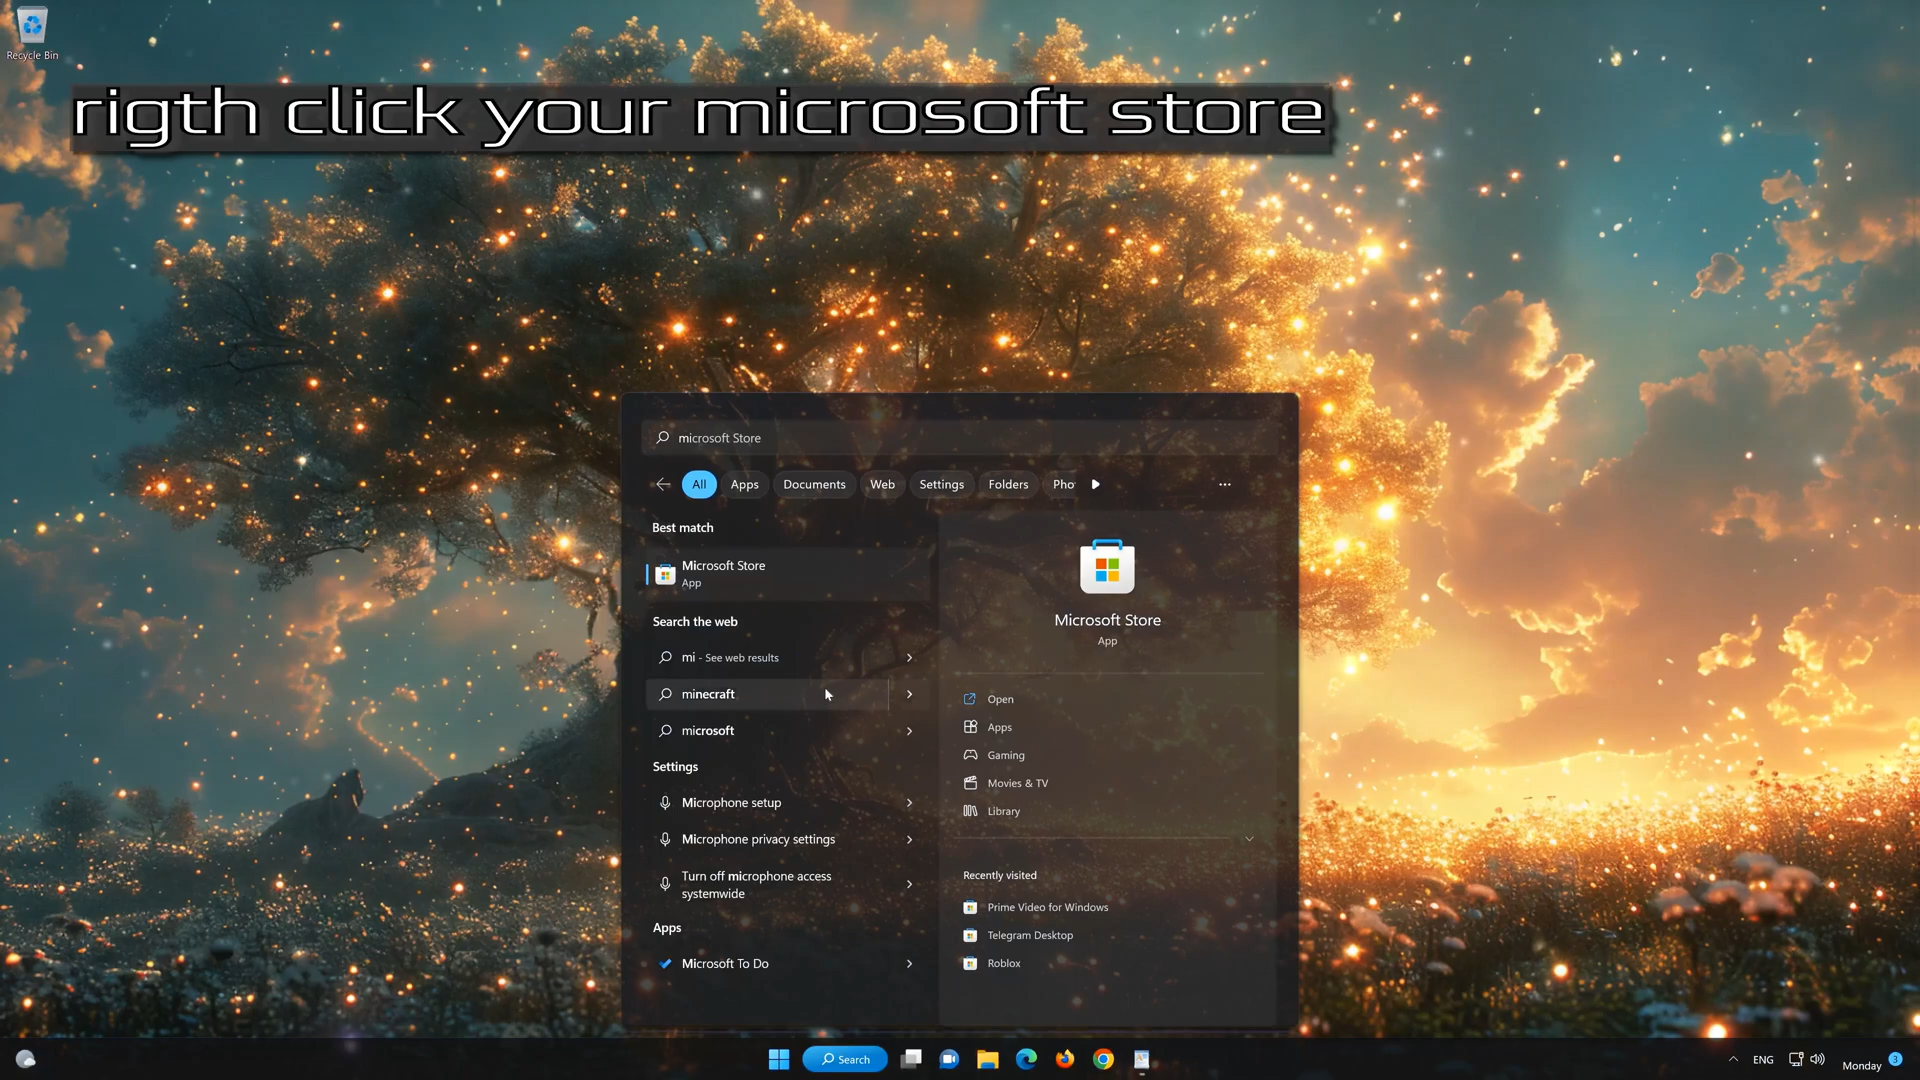 Recycle Bin
rigth click your microsoft store
microsoft Store
All
Apps
Documents
Web
Settings
Folders
Pho
Best match
Microsoft Store
App
Search the web
mi - See web results
minecraft
microsoft
Settings
Microphone setup
Microphone privacy settings
Turn off microphone access
systemwide
Apps
Microsoft To Do
Microsoft Store
App
Open
Apps
Gaming
Movies & TV
Library
Recently visited
Prime Video for Windows
Telegram Desktop
Roblox
Search
ENG
Monday
3